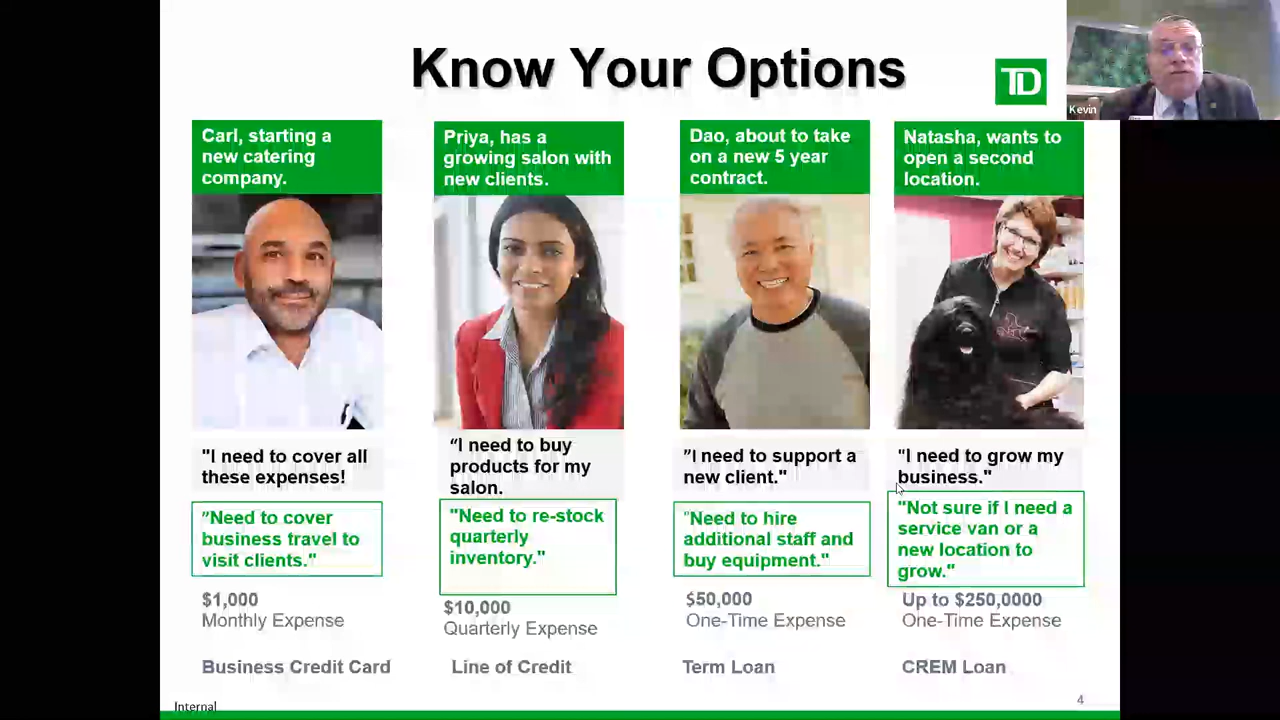 Know Your Options
TD
Kevin
Carl, starting a
new catering
company.
"I need to cover all
these expenses!
"Need to cover
business travel to
visit clients."
$1,000
Monthly Expense
Business Credit Card
Priya, has a
growing salon with
new clients.
“I need to buy
products for my
salon.
"Need to re-stock
quarterly
inventory."
$10,000
Quarterly Expense
Line of Credit
Dao, about to take
on a new 5 year
contract.
"I need to support a
new client."
"Need to hire
additional staff and
buy equipment."
$50,000
One-Time Expense
Term Loan
Natasha, wants to
open a second
location.
"I need to grow my
business."
"Not sure if I need a
service van or a
new location to
grow."
Up to $250,0000
One-Time Expense
CREM Loan
Internal
4